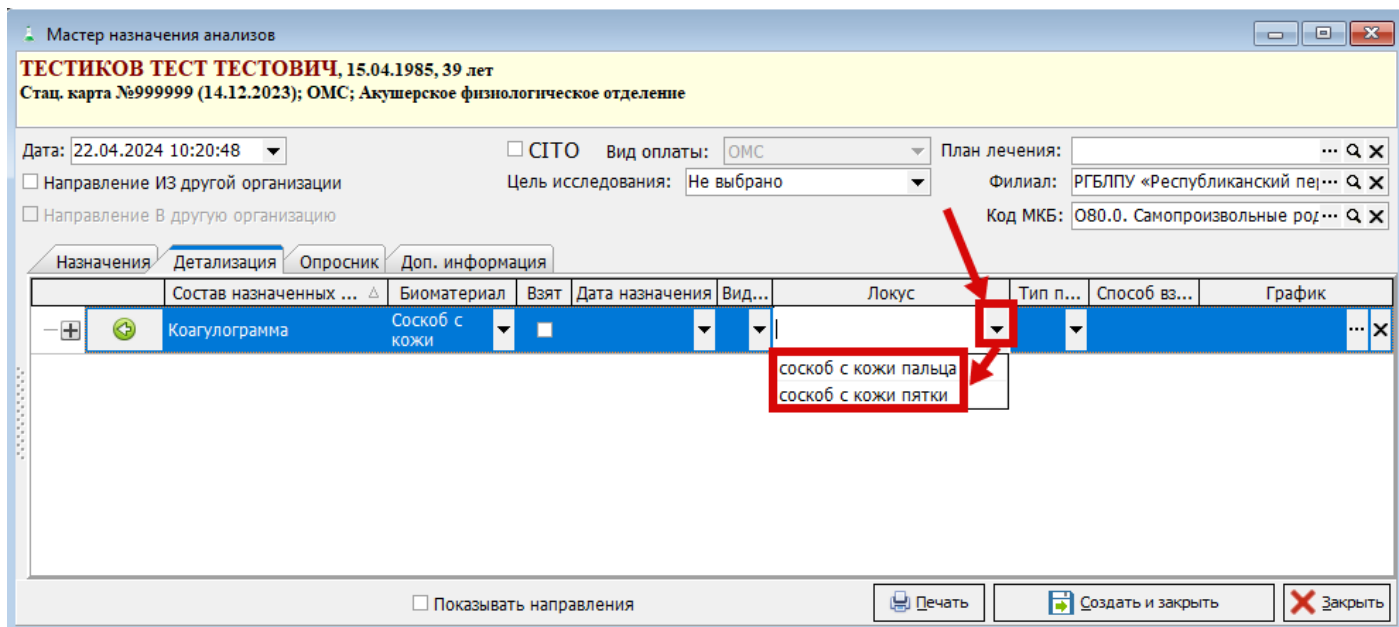 Мастер назначения анализов
ТЕСТИКОВ ТЕСТ ТЕСТОВИЧ, 15.04.1985, 39 лет
Стац. карта №999999 (14.12.2023); ОМС; Акушерское физиологическое отделение
Дата: 22.04.2024 10:20:48 CITO Вид оплаты: ОМС План лечения:
Направление ИЗ другой организации Цель исследования: Не выбрано Филиал: РГБЛПУ «Республиканский пер...
Направление В другую организацию Код МКБ: O80.0. Самопроизвольные род...
Назначения Детализация Опросник Доп. информация
Состав назначенных ... Биоматериал Взят Дата назначения Вид... Локус Тип п... Способ вз... График
Коагулограмма Соскоб с
кожи
соскоб с кожи пальца
соскоб с кожи пятки
Показывать направления Печать Создать и закрыть Закрыть